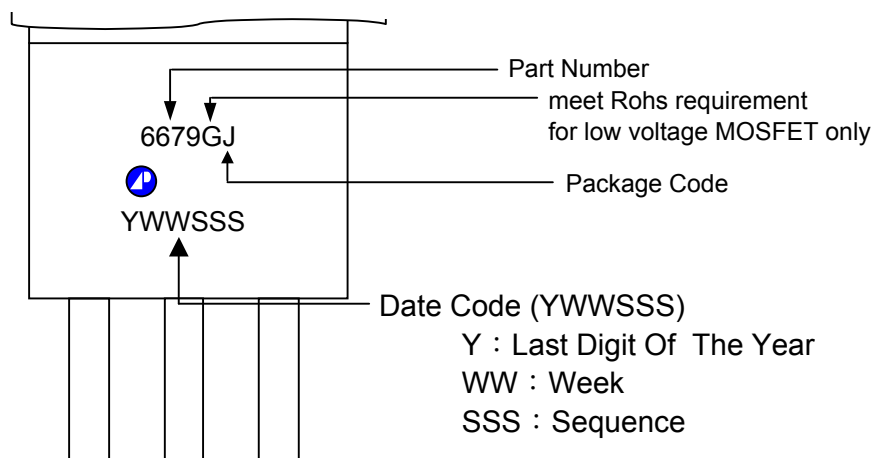 Part Number
meet Rohs requirement
for low voltage MOSFET only
6679GJ
Package Code
YWWSSS
Date Code (YWWSSS)
Y：Last Digit Of The Year
WW：Week
SSS：Sequence